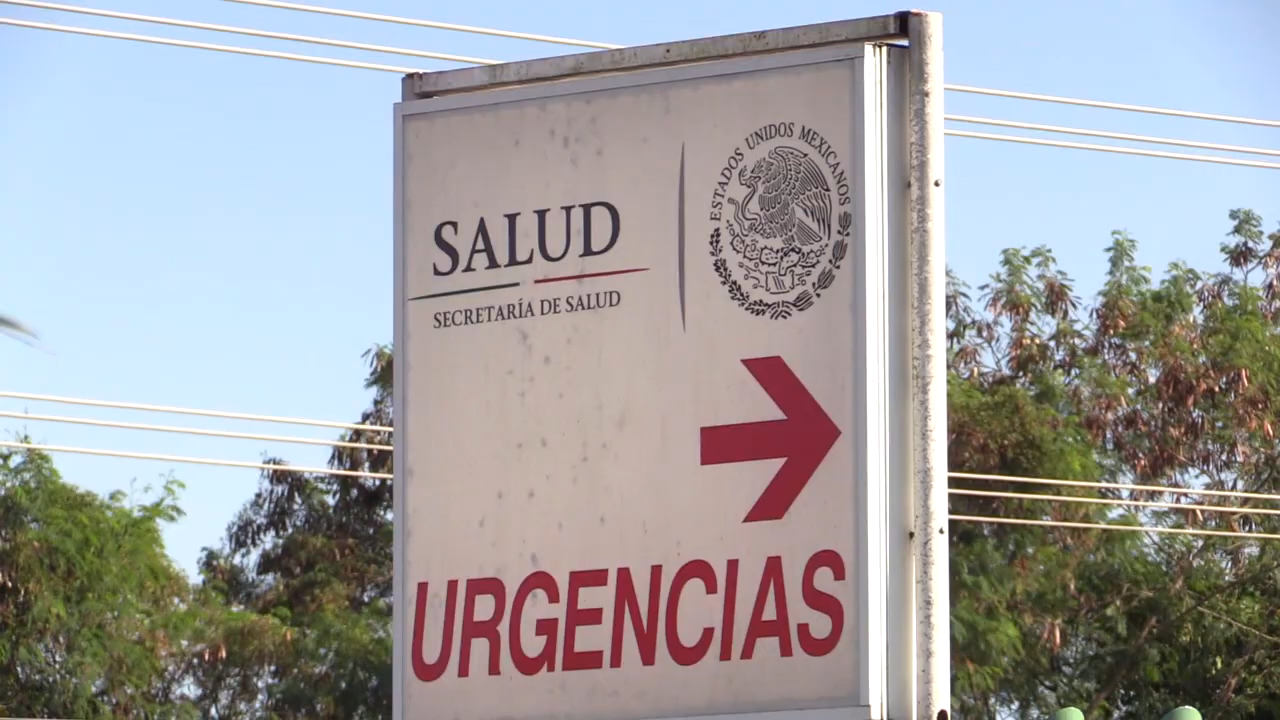 SALUD
SECRETARÍA DE SALUD
ESTADOS UNIDOS MEXICANOS
URGENCIAS